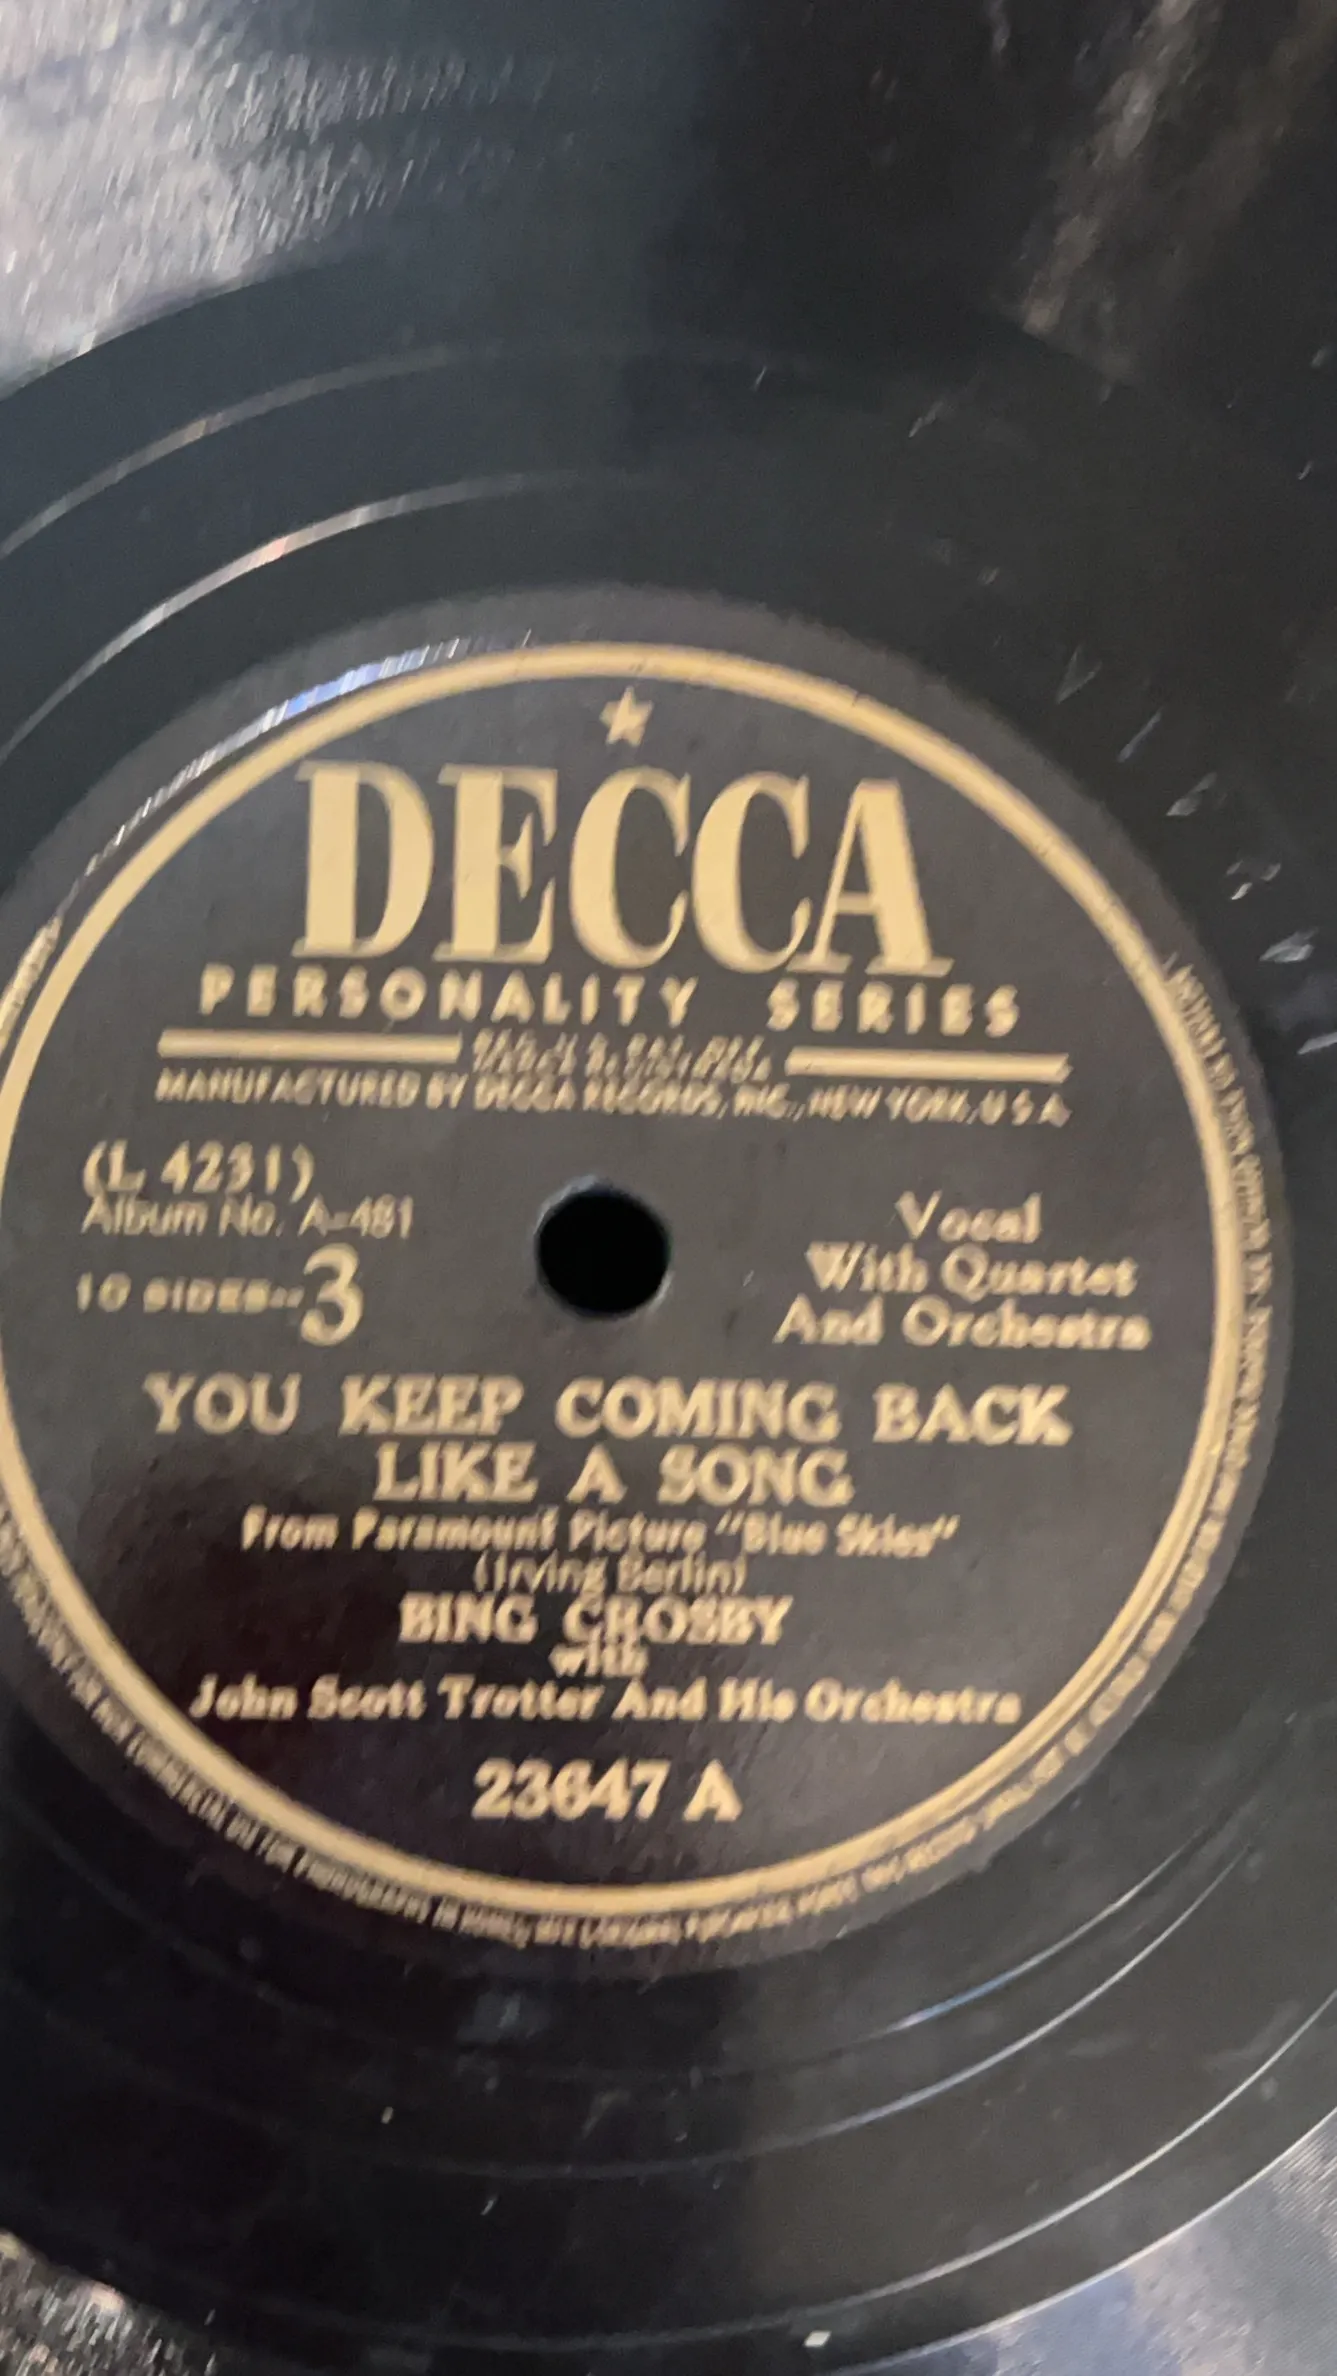 DECCA
PERSONALITY SERIES
MANUFACTURED BY DECCA RECORDS, INC., NEW YORK, U S A
(L 4231)
Album No. A-481
10 SIDES--3
Vocal
With Quartet
And Orchestra
YOU KEEP COMING BACK
LIKE A SONG
From Paramount Picture "Blue Skies"
(Irving Berlin)
BING CROSBY
with
John Scott Trotter And His Orchestra
23647 A